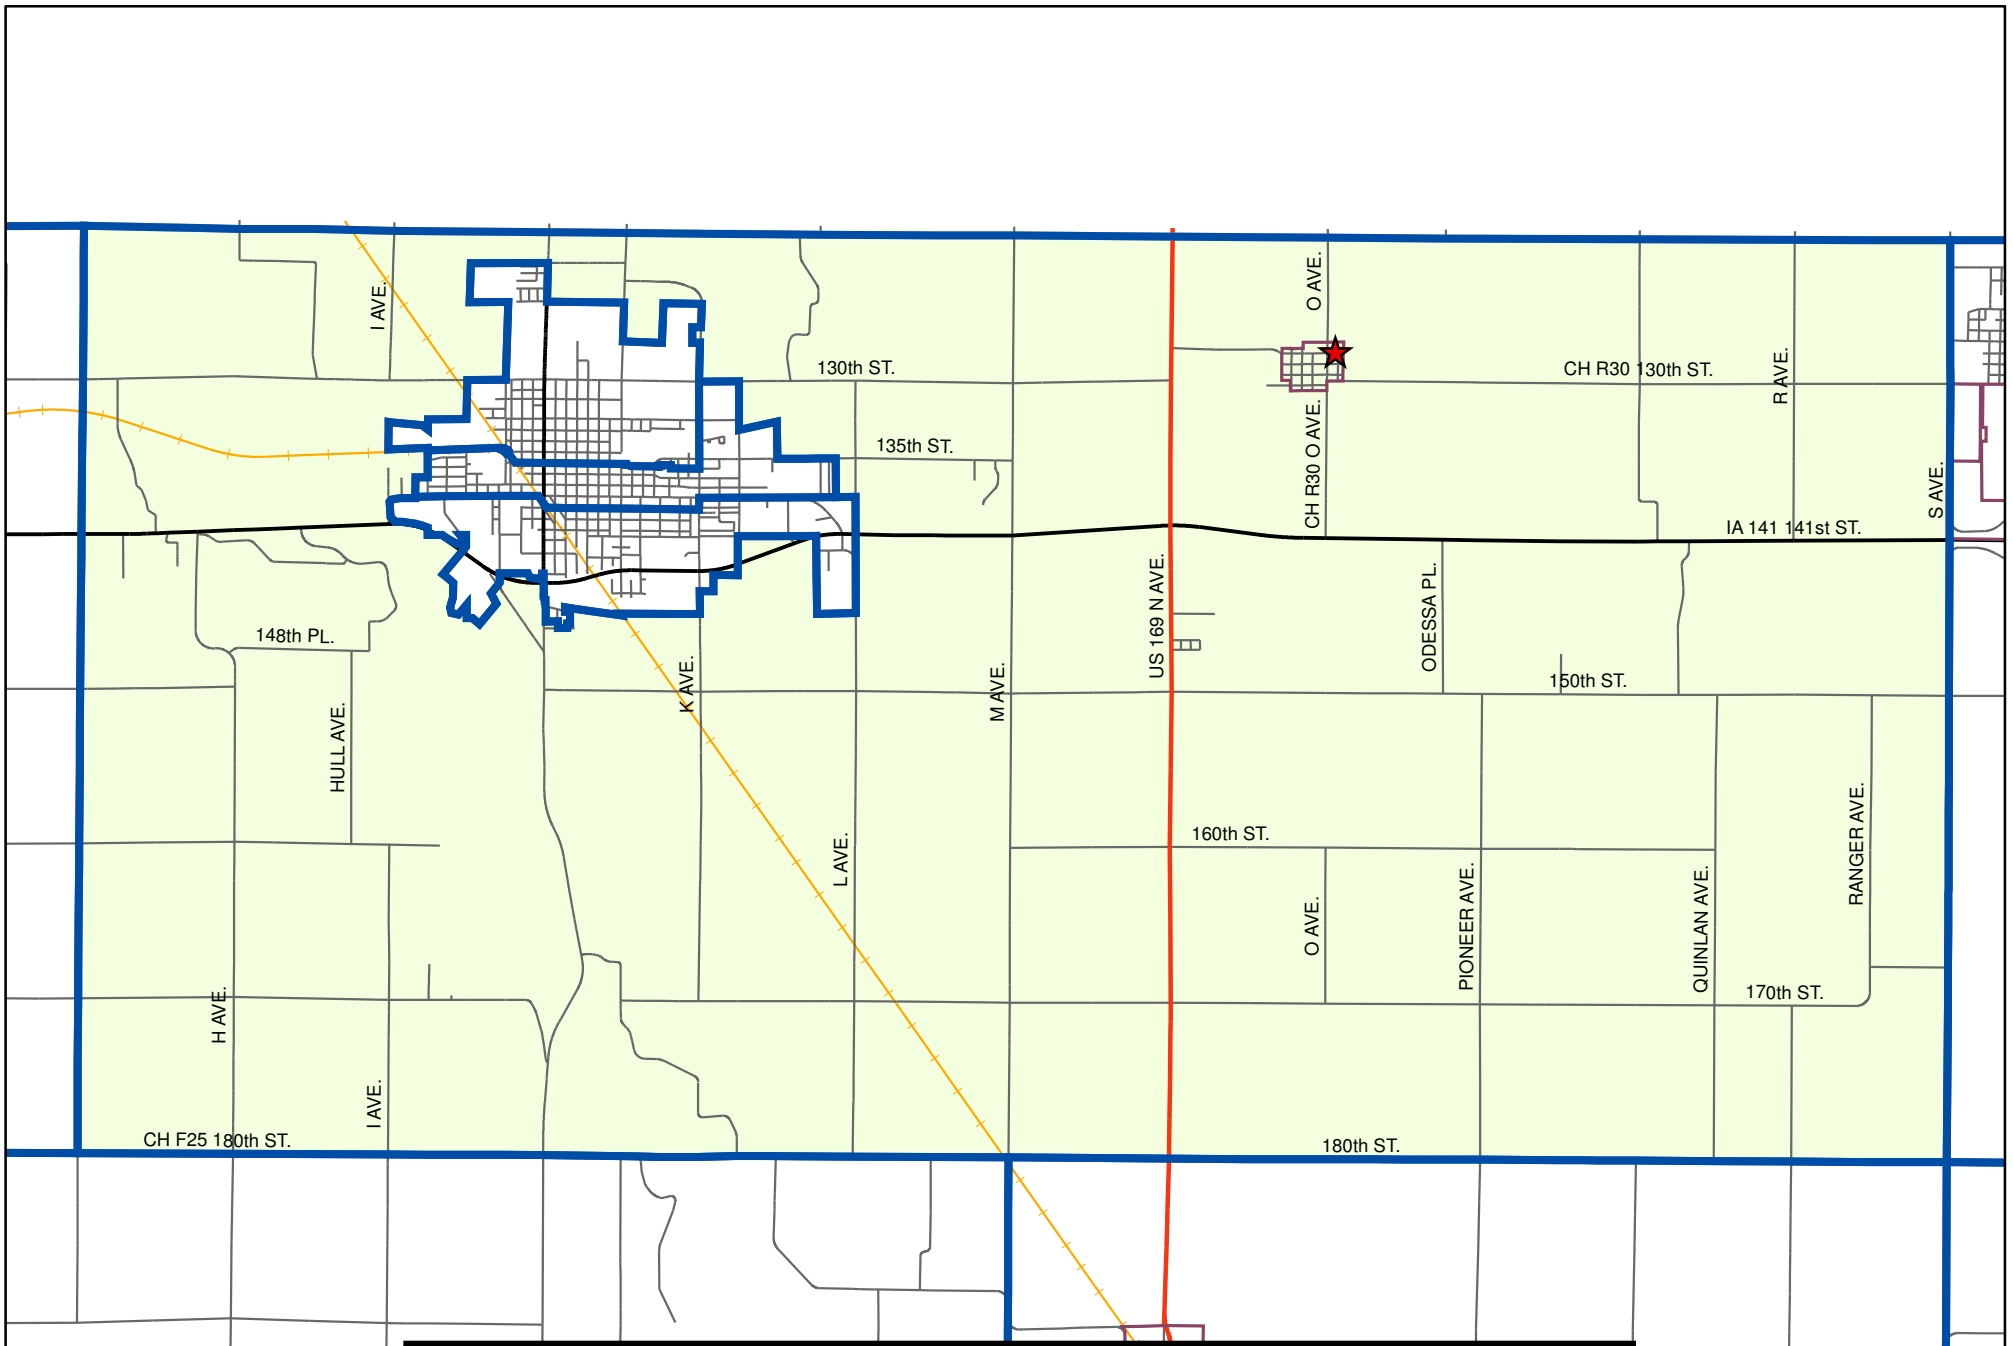 O AVE.
I AVE.
130th ST.
CH R30 130th ST.
R AVE.
135th ST.
CH R30 O AVE.
S AVE.
IA 141 141st ST.
148th PL.
US 169 N AVE.
ODESSA PL.
K AVE.
M AVE.
150th ST.
HULL AVE.
160th ST.
L AVE.
RANGER AVE.
O AVE.
PIONEER AVE.
QUINLAN AVE.
170th ST.
H AVE.
I AVE.
CH F25 180th ST.
180th ST.